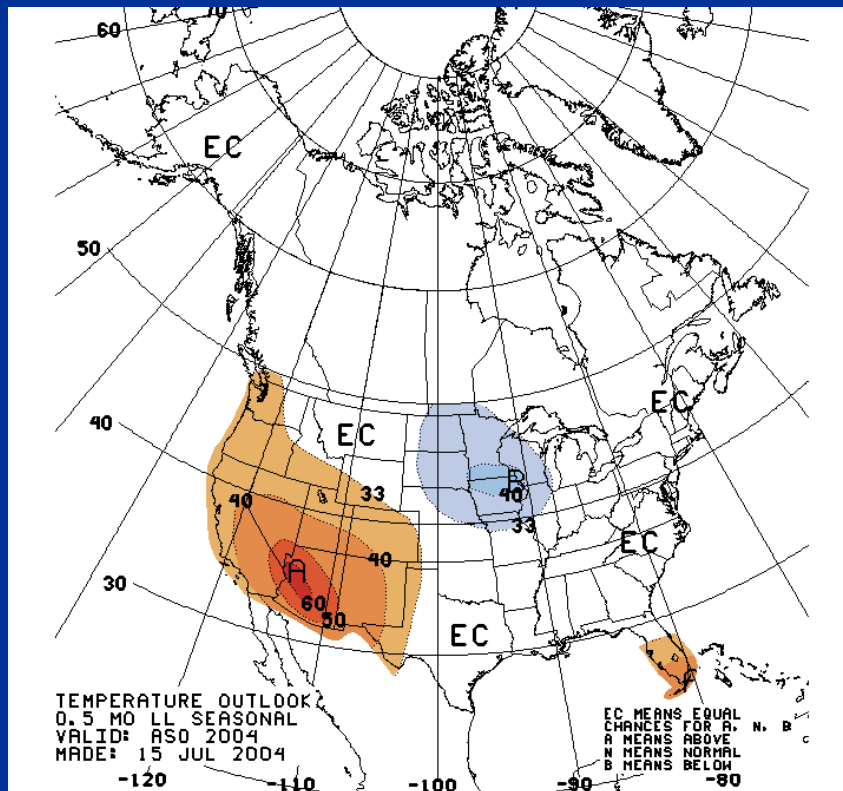 70
60
EC
50
EC
40
EC
B
40
33
40
33
EC
40
A
30
60
50
EC
TEMPERATURE OUTLOOK
0.5 MO LL SEASONAL
VALID: ASO 2004
MADE: 15 JUL 2004
EC MEANS EQUAL
CHANCES FOR A, N, B
A MEANS ABOVE
N MEANS NORMAL
B MEANS BELOW
-120
-110
-100
-90
-80